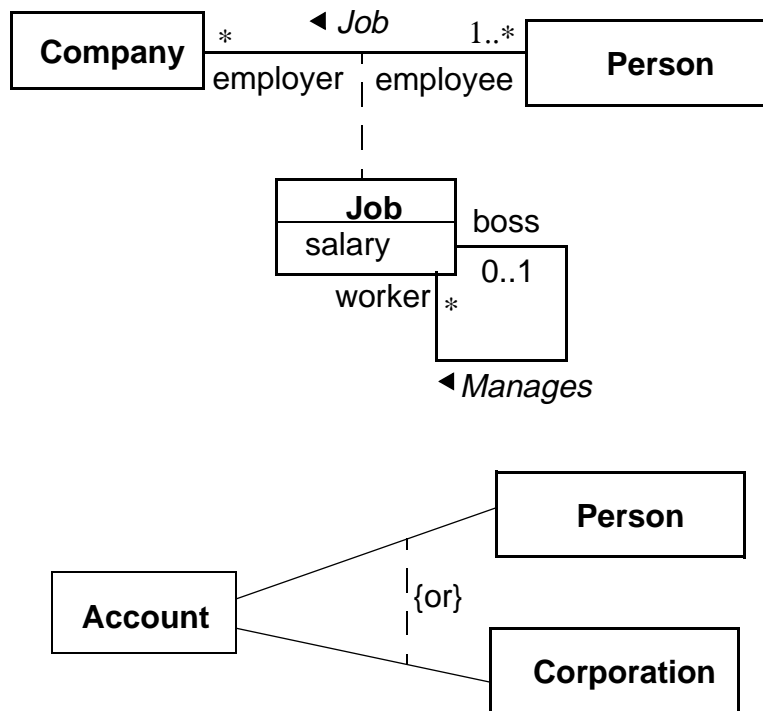 * ◄ Job 1..*
Company Person
employer employee
Job
salary
boss
0..1
worker *
◄ Manages
Person
{or}
Account
Corporation